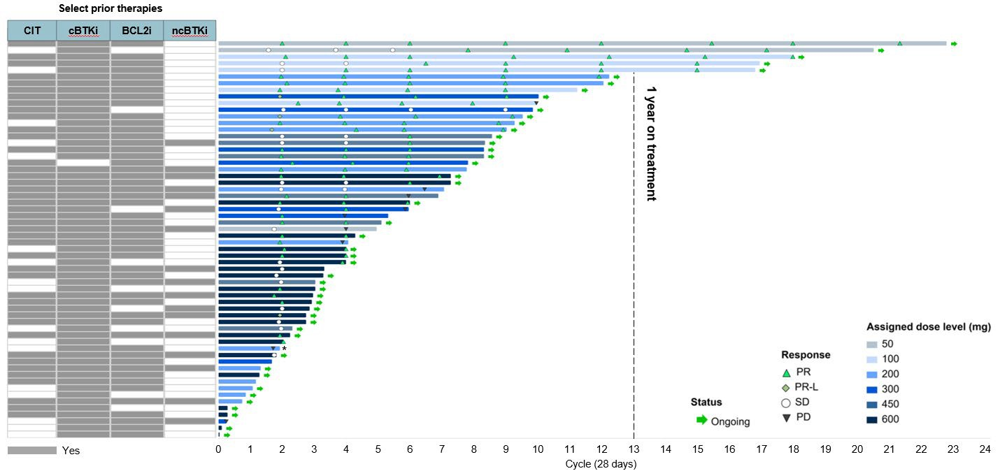 Select prior therapies
CIT cBTKi BCL2i ncBTKi
1 year on treatment
Assigned dose level (mg)
50
100
200
300
450
600
Response
PR
PR-L
SD
PD
Status
Ongoing
*
Yes
0 1 2 3 4 5 6 7 8 9 10 11 12 13 14 15 16 17 18 19 20 21 22 23 24
Cycle (28 days)